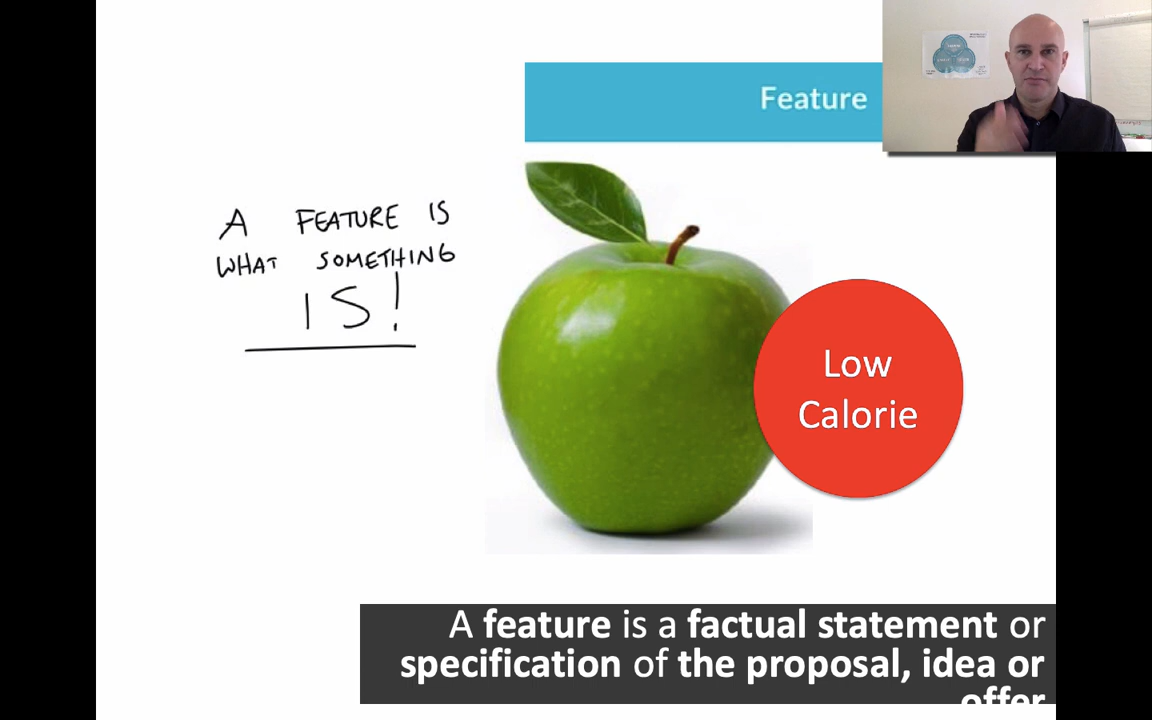 Feature
A FEATURE IS
WHAT SOMETHING
IS!
Low
Calorie
A feature is a factual statement or
specification of the proposal, idea or
offer